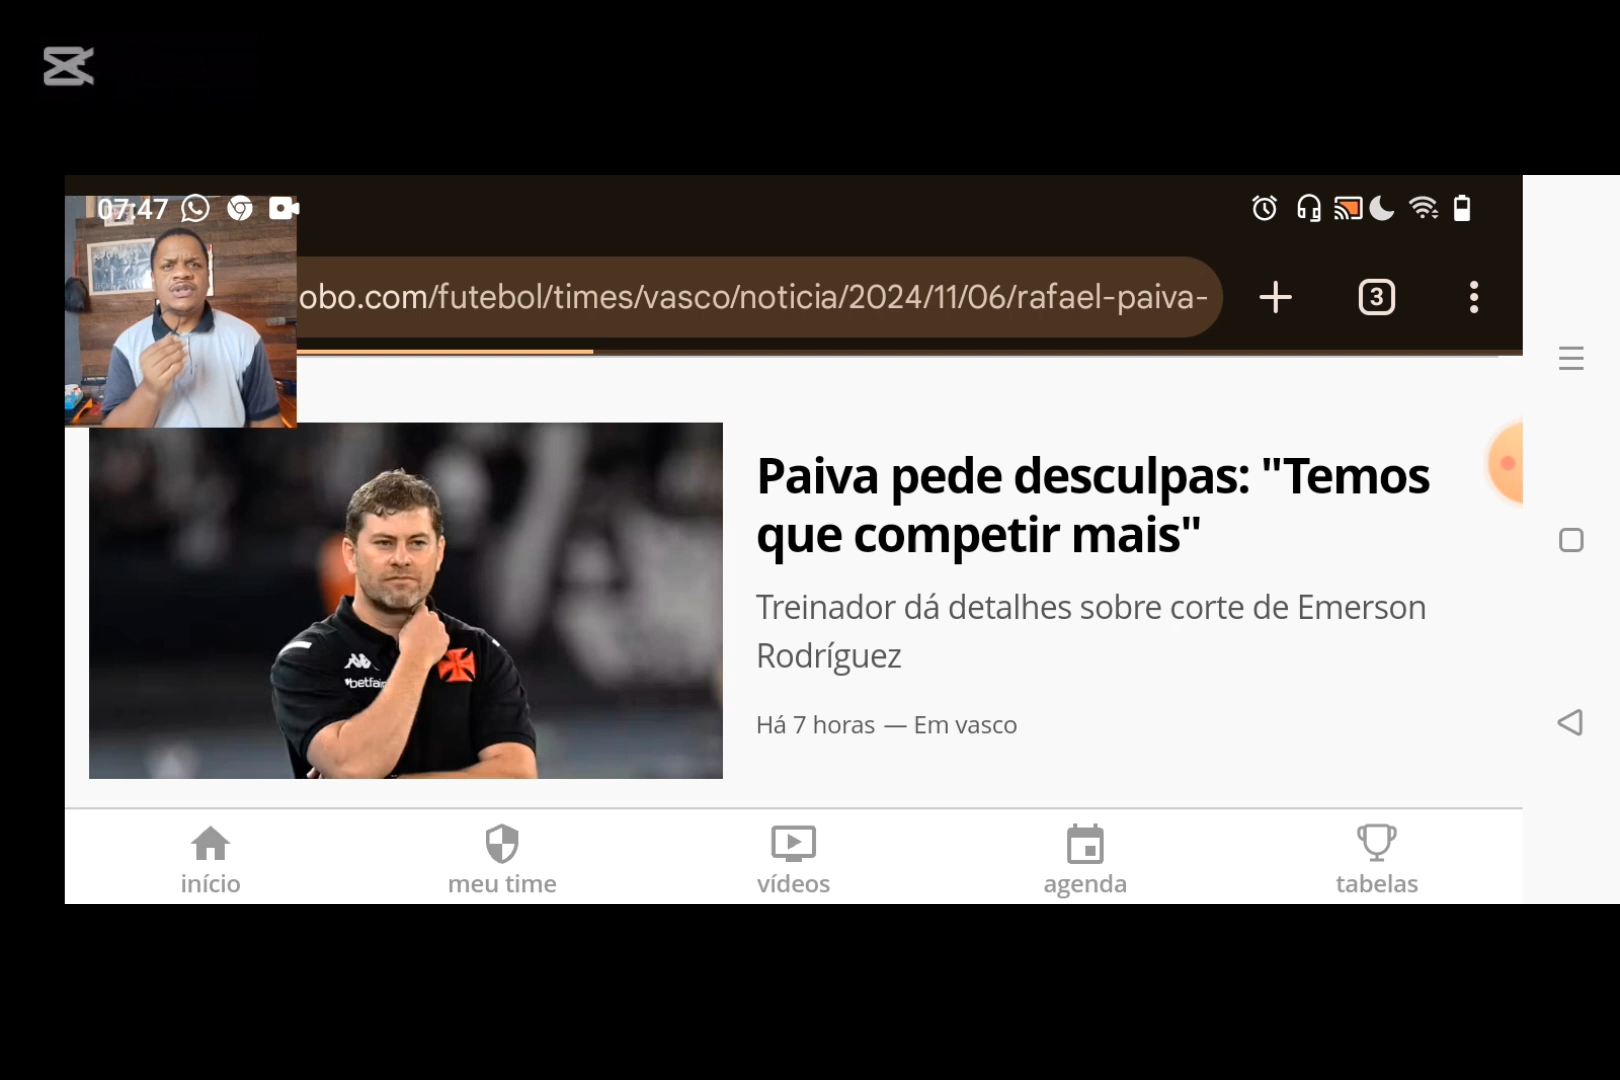 07:47
obo.com/futebol/times/vasco/noticia/2024/11/06/rafael-paiva-
3
Paiva pede desculpas: "Temos
que competir mais"
Treinador dá detalhes sobre corte de Emerson
Rodríguez
betfair
Há 7 horas — Em vasco
início
meu time
vídeos
agenda
tabelas